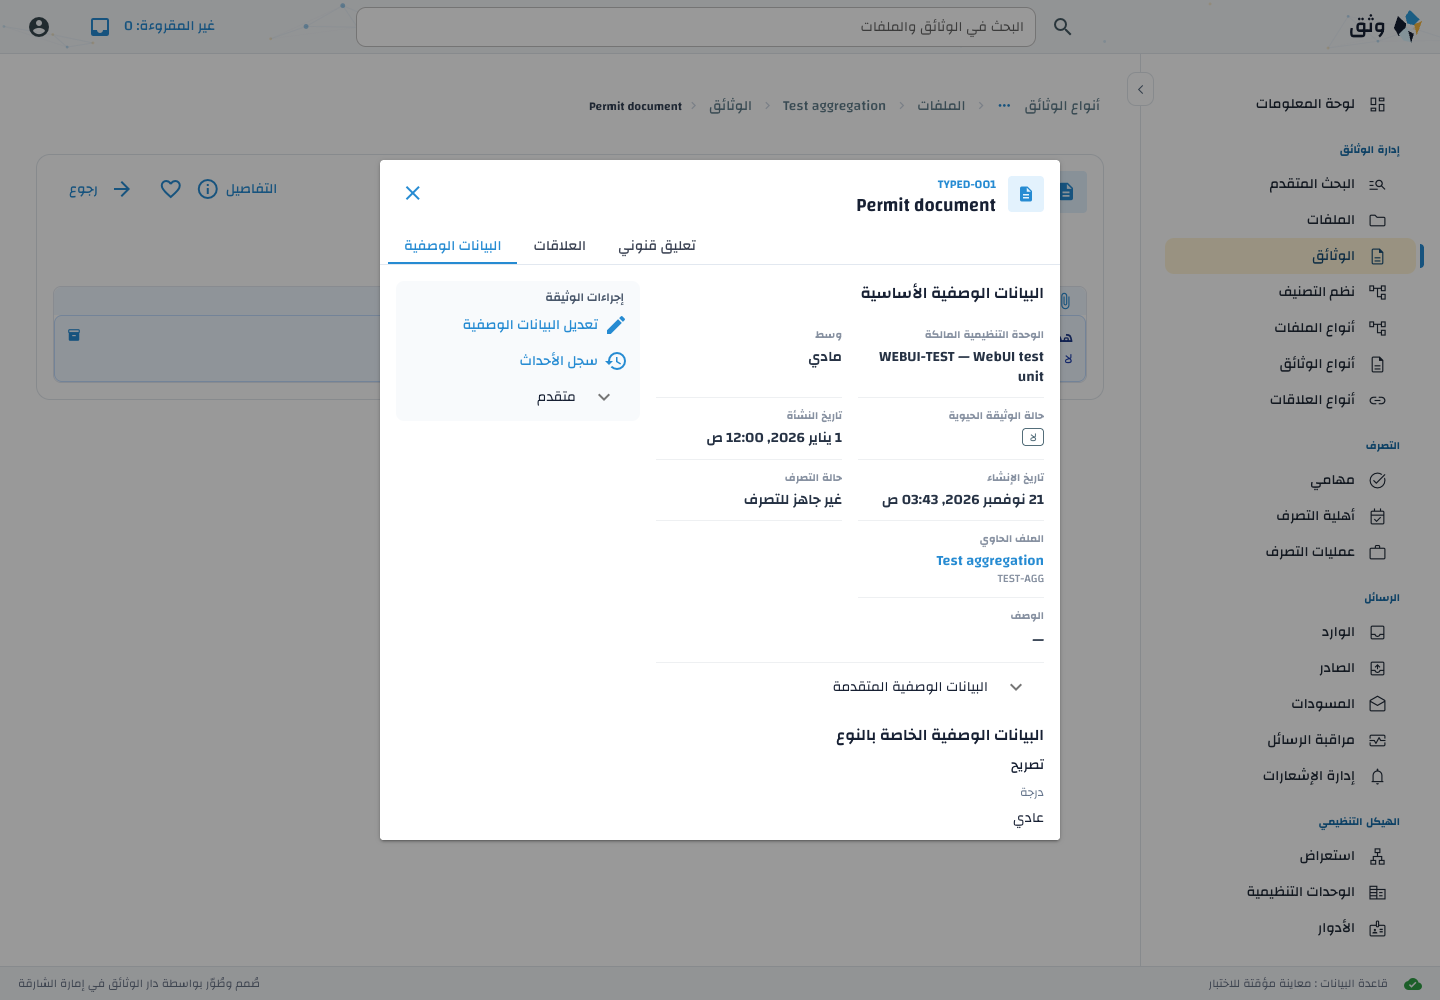 وثق
البحث في الوثائق والملفات
غير المقروءة: 0
لوحة المعلومات
إدارة الوثائق
البحث المتقدم
الملفات
الوثائق
نظم التصنيف
أنواع الملفات
أنواع الوثائق
أنواع العلاقات
التصرف
مهامي
أهلية التصرف
عمليات التصرف
الرسائل
الوارد
الصادر
المسودات
مراقبة الرسائل
إدارة الإشعارات
الهيكل التنظيمي
استعراض
الوحدات التنظيمية
الأدوار
أنواع الوثائق ... الملفات Test aggregation الوثائق Permit document
التفاصيل
رجوع
TYPED-001
Permit document
تعليق قنوني العلاقات البيانات الوصفية
البيانات الوصفية الأساسية
الوحدة التنظيمية المالكة
WEBUI-TEST — WebUI test
unit
وسط
مادي
حالة الوثيقة الحيوية
لا
تاريخ النشأة
1 يناير 2026, 12:00 ص
تاريخ الإنشاء
21 نوفمبر 2026, 03:43 ص
حالة التصرف
غير جاهز للتصرف
الملف الحاوي
Test aggregation
TEST-AGG
الوصف
—
البيانات الوصفية المتقدمة
البيانات الوصفية الخاصة بالنوع
تصريح
درجة
عادي
إجراءات الوثيقة
تعديل البيانات الوصفية
سجل الأحداث
متقدم
لا
قاعدة البيانات : معاينة مؤقتة للاختبار
صُمم وطُوّر بواسطة دار الوثائق في إمارة الشارقة